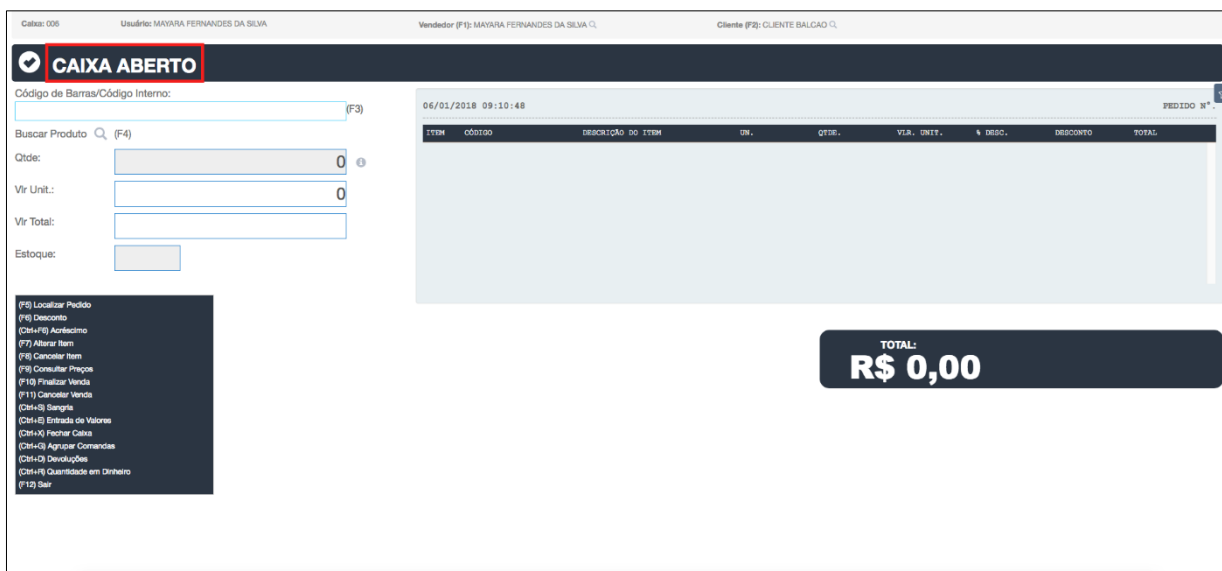 Caixa: 006 Usuário: MAYARA FERNANDES DA SILVA Vendedor (F1): MAYARA FERNANDES DA SILVA Cliente (F2): CLIENTE BALCAO
CAIXA ABERTO
Código de Barras/Código Interno:
(F3)
Buscar Produto (F4)
Qtde: 0
Vlr Unit.: 0
Vlr Total:
Estoque:
06/01/2018 09:10:48 PEDIDO N°.
ITEM CÓDIGO DESCRIÇÃO DO ITEM UN. QTDE. VLR. UNIT. % DESC. DESCONTO TOTAL
(F5) Localizar Pedido
(F6) Desconto
(Ctrl+F6) Acréscimo
(F7) Alterar Item
(F8) Cancelar Item
(F9) Consultar Preços
(F10) Finalizar Venda
(F11) Cancelar Venda
(Ctrl+S) Sangria
(Ctrl+E) Entrada de Valores
(Ctrl+X) Fechar Caixa
(Ctrl+G) Agrupar Comandas
(Ctrl+D) Devoluções
(Ctrl+R) Quantidade em Dinheiro
(F12) Sair
TOTAL:
R$ 0,00